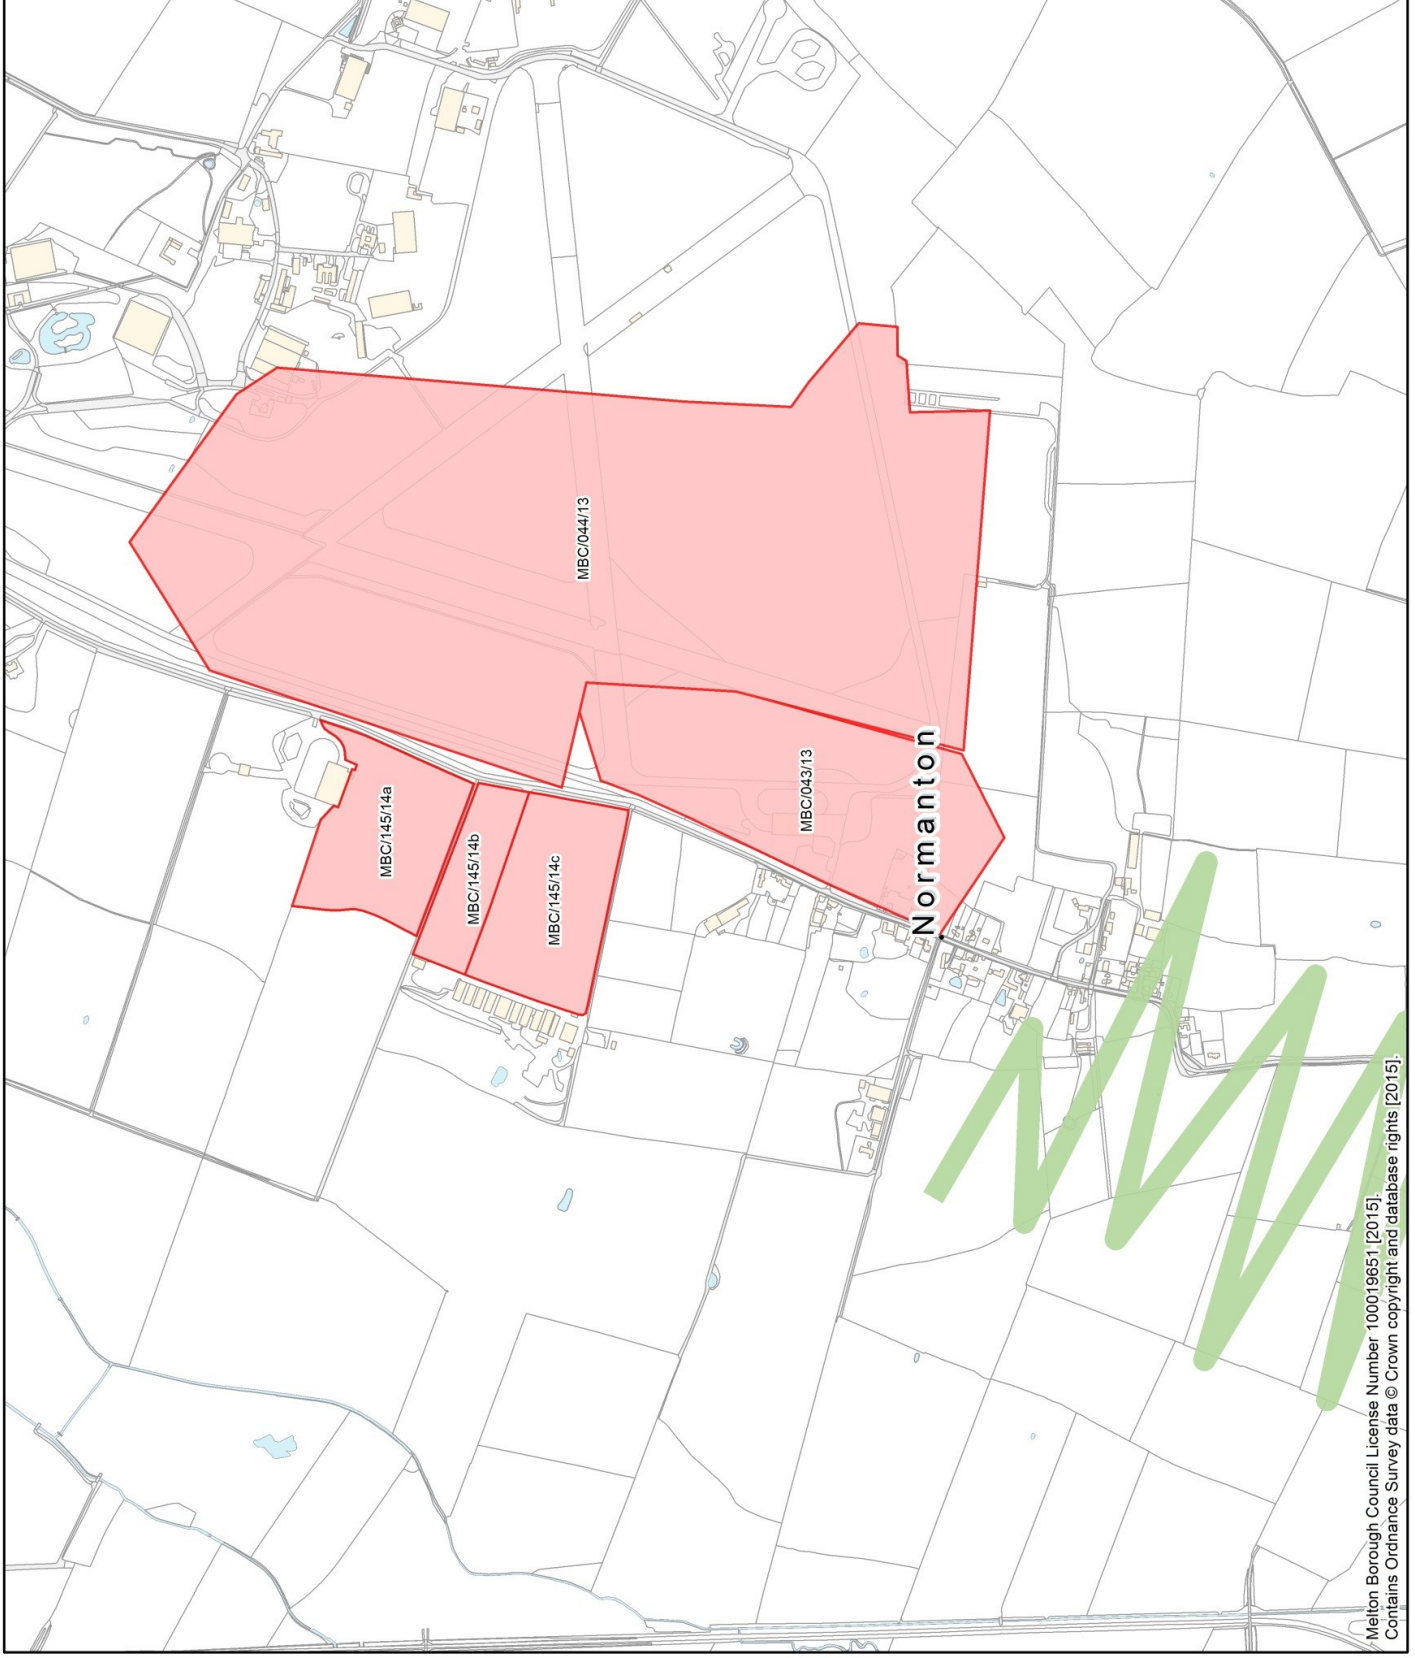 MBC/145/14a
MBC/145/14b
MBC/145/14c
MBC/044/13
MBC/043/13
Normanton
Melton Borough Council License Number 100019651 [2015].
Contains Ordnance Survey data © Crown copyright and database rights [2015].